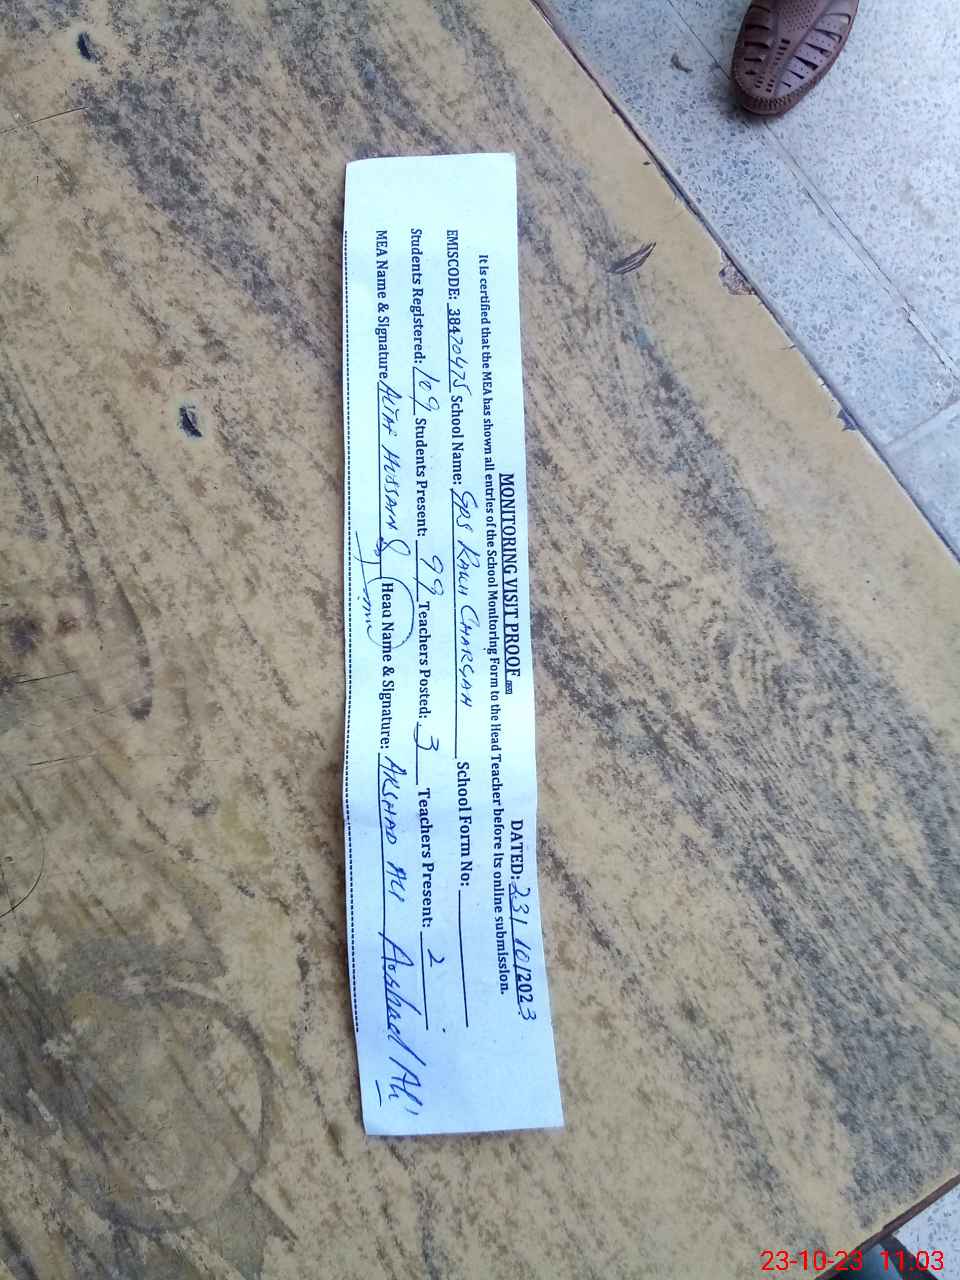 MONITORING VISIT PROOF DATED: 23/10/2023
It is certified that the MEA has shown all entries of the School Monitoring Form to the Head Teacher before its online submission.
EMISCODE: 38420475 School Name: GPS KAWH CHARGAH School Form No:
Students Registered: 109 Students Present: 99 Teachers Posted: 3 Teachers Present: 2
MEA Name & Signature ALTAF HUSSAIN Head Name & Signature: ARSHAD ALI Arshad Ali
23-10-23 11:03